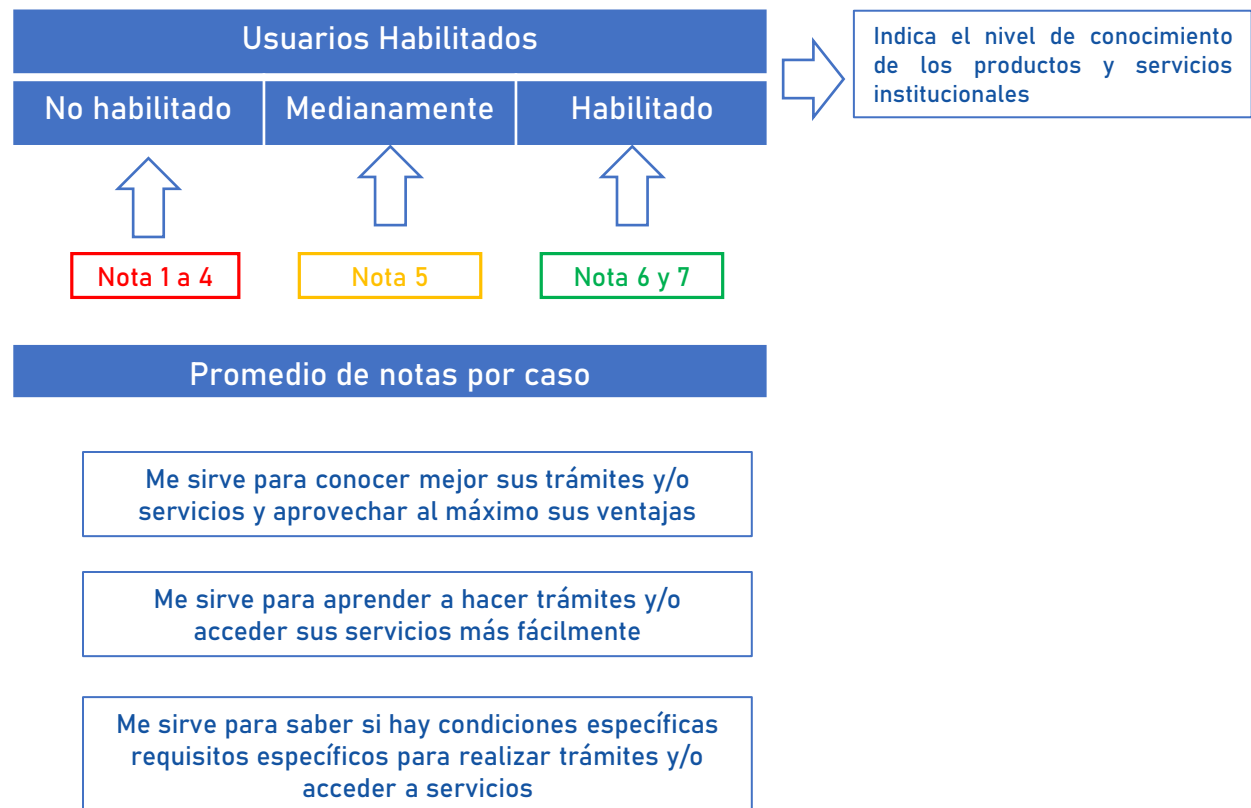 Usuarios Habilitados
No habilitado
Medianamente
Habilitado
Indica el nivel de conocimiento
de los productos y servicios
institucionales
Nota 1 a 4
Nota 5
Nota 6 y 7
Promedio de notas por caso
Me sirve para conocer mejor sus trámites y/o
servicios y aprovechar al máximo sus ventajas
Me sirve para aprender a hacer trámites y/o
acceder sus servicios más fácilmente
Me sirve para saber si hay condiciones específicas
requisitos específicos para realizar trámites y/o
acceder a servicios